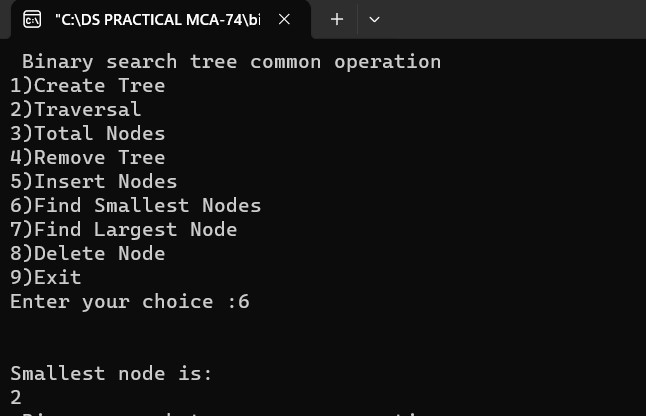 "C:\DS PRACTICAL MCA-74\bi
Binary search tree common operation
1)Create Tree
2)Traversal
3)Total Nodes
4)Remove Tree
5)Insert Nodes
6)Find Smallest Nodes
7)Find Largest Node
8)Delete Node
9)Exit
Enter your choice :6
Smallest node is:
2